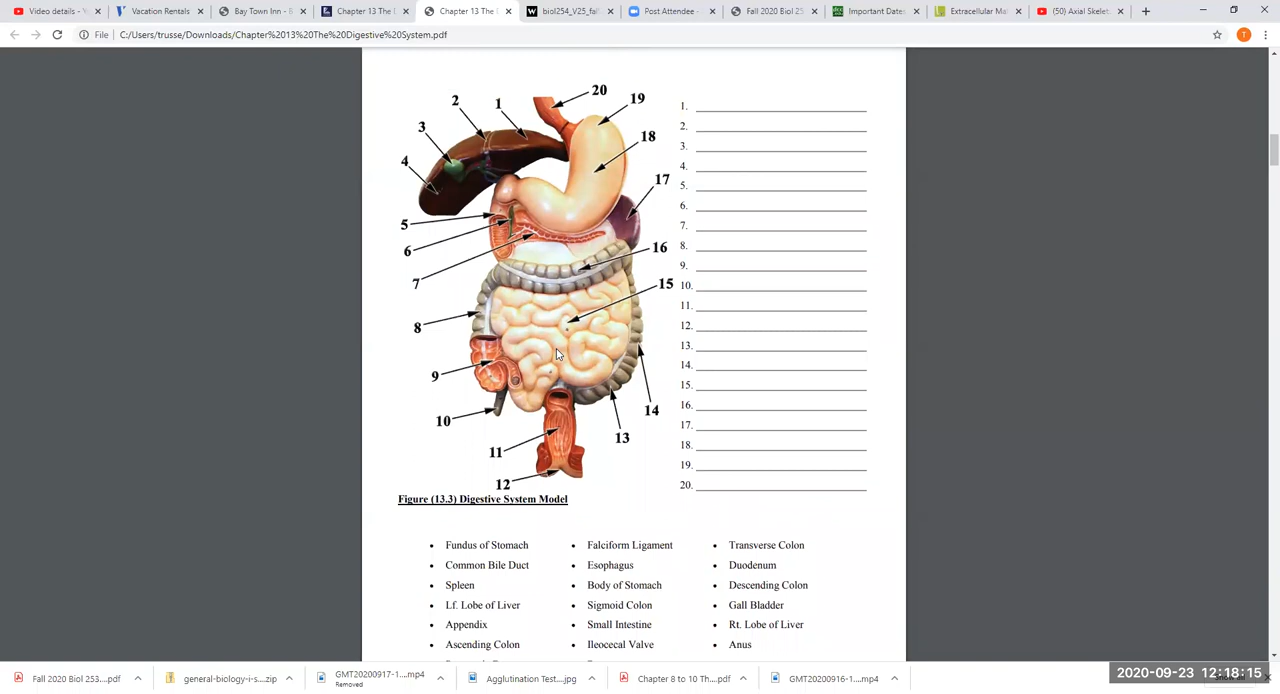 Video details - Y
Vacation Rentals
Bay Town Inn - B
Chapter 13 The D
Chapter 13 The D
biol254_V25_fall
Post Attendee -
Fall 2020 Biol 25
Important Dates
Extracellular Ma
(50) Axial Skelet
File C:/Users/trusse/Downloads/Chapter%2013%20The%20Digestive%20System.pdf T
20
19
2
1
3
18
4
17
5
6
16
7
15
8
9
14
10
13
11
12
1.
2.
3.
4.
5.
6.
7.
8.
9.
10.
11.
12.
13.
14.
15.
16.
17.
18.
19.
20.
Figure (13.3) Digestive System Model
• Fundus of Stomach • Falciform Ligament • Transverse Colon
• Common Bile Duct • Esophagus • Duodenum
• Spleen • Body of Stomach • Descending Colon
• Lf. Lobe of Liver • Sigmoid Colon • Gall Bladder
• Appendix • Small Intestine • Rt. Lobe of Liver
• Ascending Colon • Ileocecal Valve • Anus
Fall 2020 Biol 253....pdf
general-biology-i-s....zip
GMT20200917-1....mp4
Removed
Agglutination Test....jpg
Chapter 8 to 10 Th....pdf
GMT20200916-1....mp4
2020-09-23 12:18:15